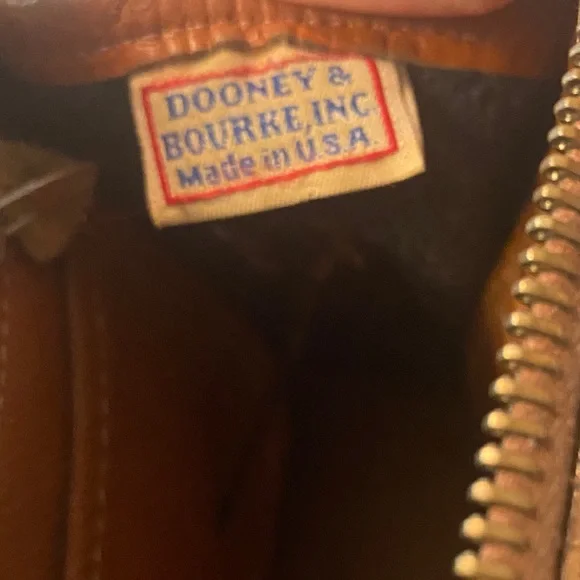 DOONEY &
BOURKE, INC.
Made in U.S.A.